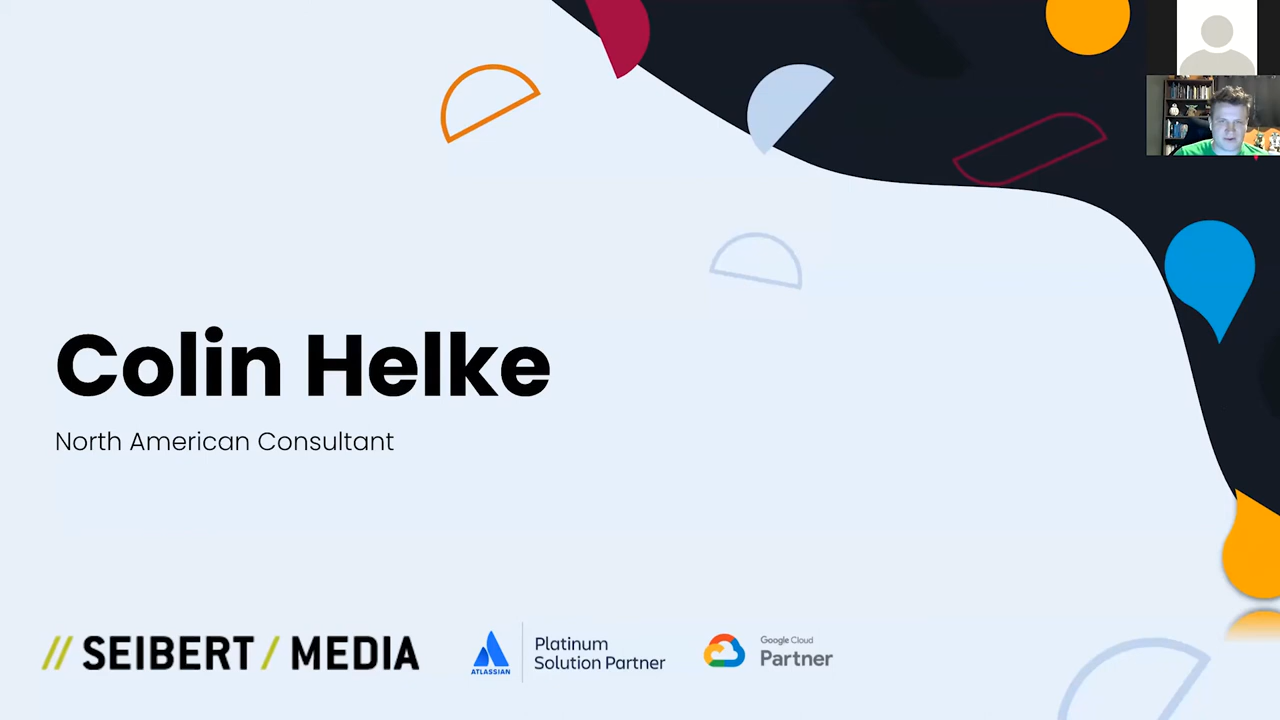 Colin Helke
North American Consultant
// SEIBERT / MEDIA
ATLASSIAN
Platinum
Solution Partner
Google Cloud
Partner